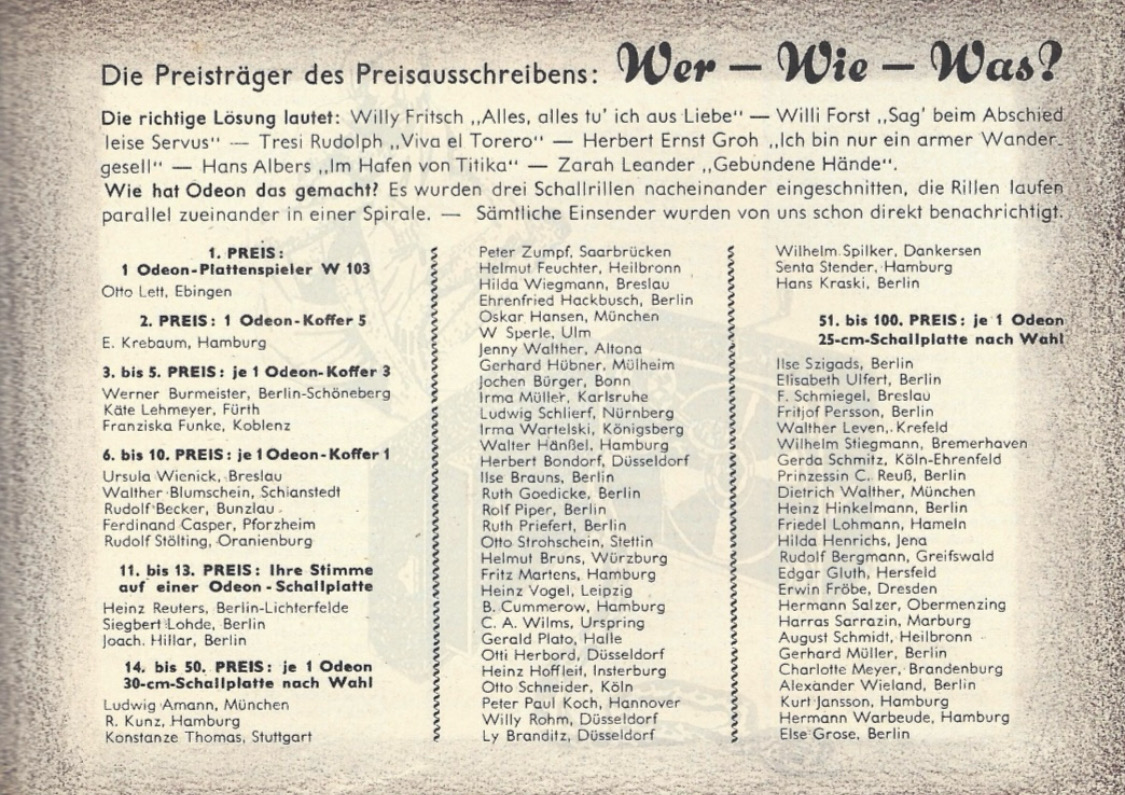 Die Preisträger des Preisausschreibens: Wer — Wie — Was?
Die richtige Lösung lautet: Willy Fritsch „Alles, alles tu' ich aus Liebe“ — Willi Forst „Sag' beim Abschied
leise Servus“ — Tresi Rudolph „Viva el Torero“ — Herbert Ernst Groh „Ich bin nur ein armer Wander-
gesell“ — Hans Albers „Im Hafen von Titika“ — Zarah Leander „Gebundene Hände“.
Wie hat Odeon das gemacht? Es wurden drei Schallrillen nacheinander eingeschnitten, die Rillen laufen
parallel zueinander in einer Spirale. — Sämtliche Einsender wurden von uns schon direkt benachrichtigt.
1. PREIS:
1 Odeon-Plattenspieler W 103
Otto Lett, Ebingen
2. PREIS: 1 Odeon-Koffer 5
E. Krebaum, Hamburg
3. bis 5. PREIS: je 1 Odeon-Koffer 3
Werner Burmeister, Berlin-Schöneberg
Käte Lehmeyer, Fürth
Franziska Funke, Koblenz
6. bis 10. PREIS: je 1 Odeon-Koffer 1
Ursula Wienick, Breslau
Walther Blumschein, Schianstedt
Rudolf Becker, Bunzlau
Ferdinand Casper, Pforzheim
Rudolf Stölting, Oranienburg
11. bis 13. PREIS: Ihre Stimme
auf einer Odeon-Schallplatte
Heinz Reuters, Berlin-Lichterfelde
Siegbert Lohde, Berlin
Joach. Hillar, Berlin
14. bis 50. PREIS: je 1 Odeon
30-cm-Schallplatte nach Wahl
Ludwig Amann, München
R. Kunz, Hamburg
Konstanze Thomas, Stuttgart
Peter Zumpf, Saarbrücken
Helmut Feuchter, Heilbronn
Hilda Wiegmann, Breslau
Ehrenfried Hackbusch, Berlin
Oskar Hansen, München
W Sperle, Ulm
Jenny Walther, Altona
Gerhard Hübner, Mülheim
Jochen Bürger, Bonn
Irma Müller, Karlsruhe
Ludwig Schlierf, Nürnberg
Irma Wartelski, Königsberg
Walter Hänßel, Hamburg
Herbert Bondorf, Düsseldorf
Ilse Brauns, Berlin
Ruth Goedicke, Berlin
Rolf Piper, Berlin
Ruth Priefert, Berlin
Otto Strohschein, Stettin
Helmut Bruns, Würzburg
Fritz Martens, Hamburg
Heinz Vogel, Leipzig
B. Cummerow, Hamburg
C. A. Wilms, Urspring
Gerald Plato, Halle
Otti Herbord, Düsseldorf
Heinz Hoffleit, Insterburg
Otto Schneider, Köln
Peter Paul Koch, Hannover
Willy Rohm, Düsseldorf
Ly Branditz, Düsseldorf
Wilhelm Spilker, Dankersen
Senta Stender, Hamburg
Hans Kraski, Berlin
51. bis 100. PREIS: je 1 Odeon
25-cm-Schallplatte nach Wahl
Ilse Szigads, Berlin
Elisabeth Ulfert, Berlin
F. Schmiegel, Breslau
Fritjof Persson, Berlin
Walther Leven, Krefeld
Wilhelm Stiegmann, Bremerhaven
Gerda Schmitz, Köln-Ehrenfeld
Prinzessin C. Reuß, Berlin
Dietrich Walther, München
Heinz Hinkelmann, Berlin
Friedel Lohmann, Hameln
Hilda Henrichs, Jena
Rudolf Bergmann, Greifswald
Edgar Gluth, Hersfeld
Erwin Fröbe, Dresden
Hermann Salzer, Obermenzing
Harras Sarrazin, Marburg
August Schmidt, Heilbronn
Gerhard Müller, Berlin
Charlotte Meyer, Brandenburg
Alexander Wieland, Berlin
Kurt Jansson, Hamburg
Hermann Warbeude, Hamburg
Else Grose, Berlin